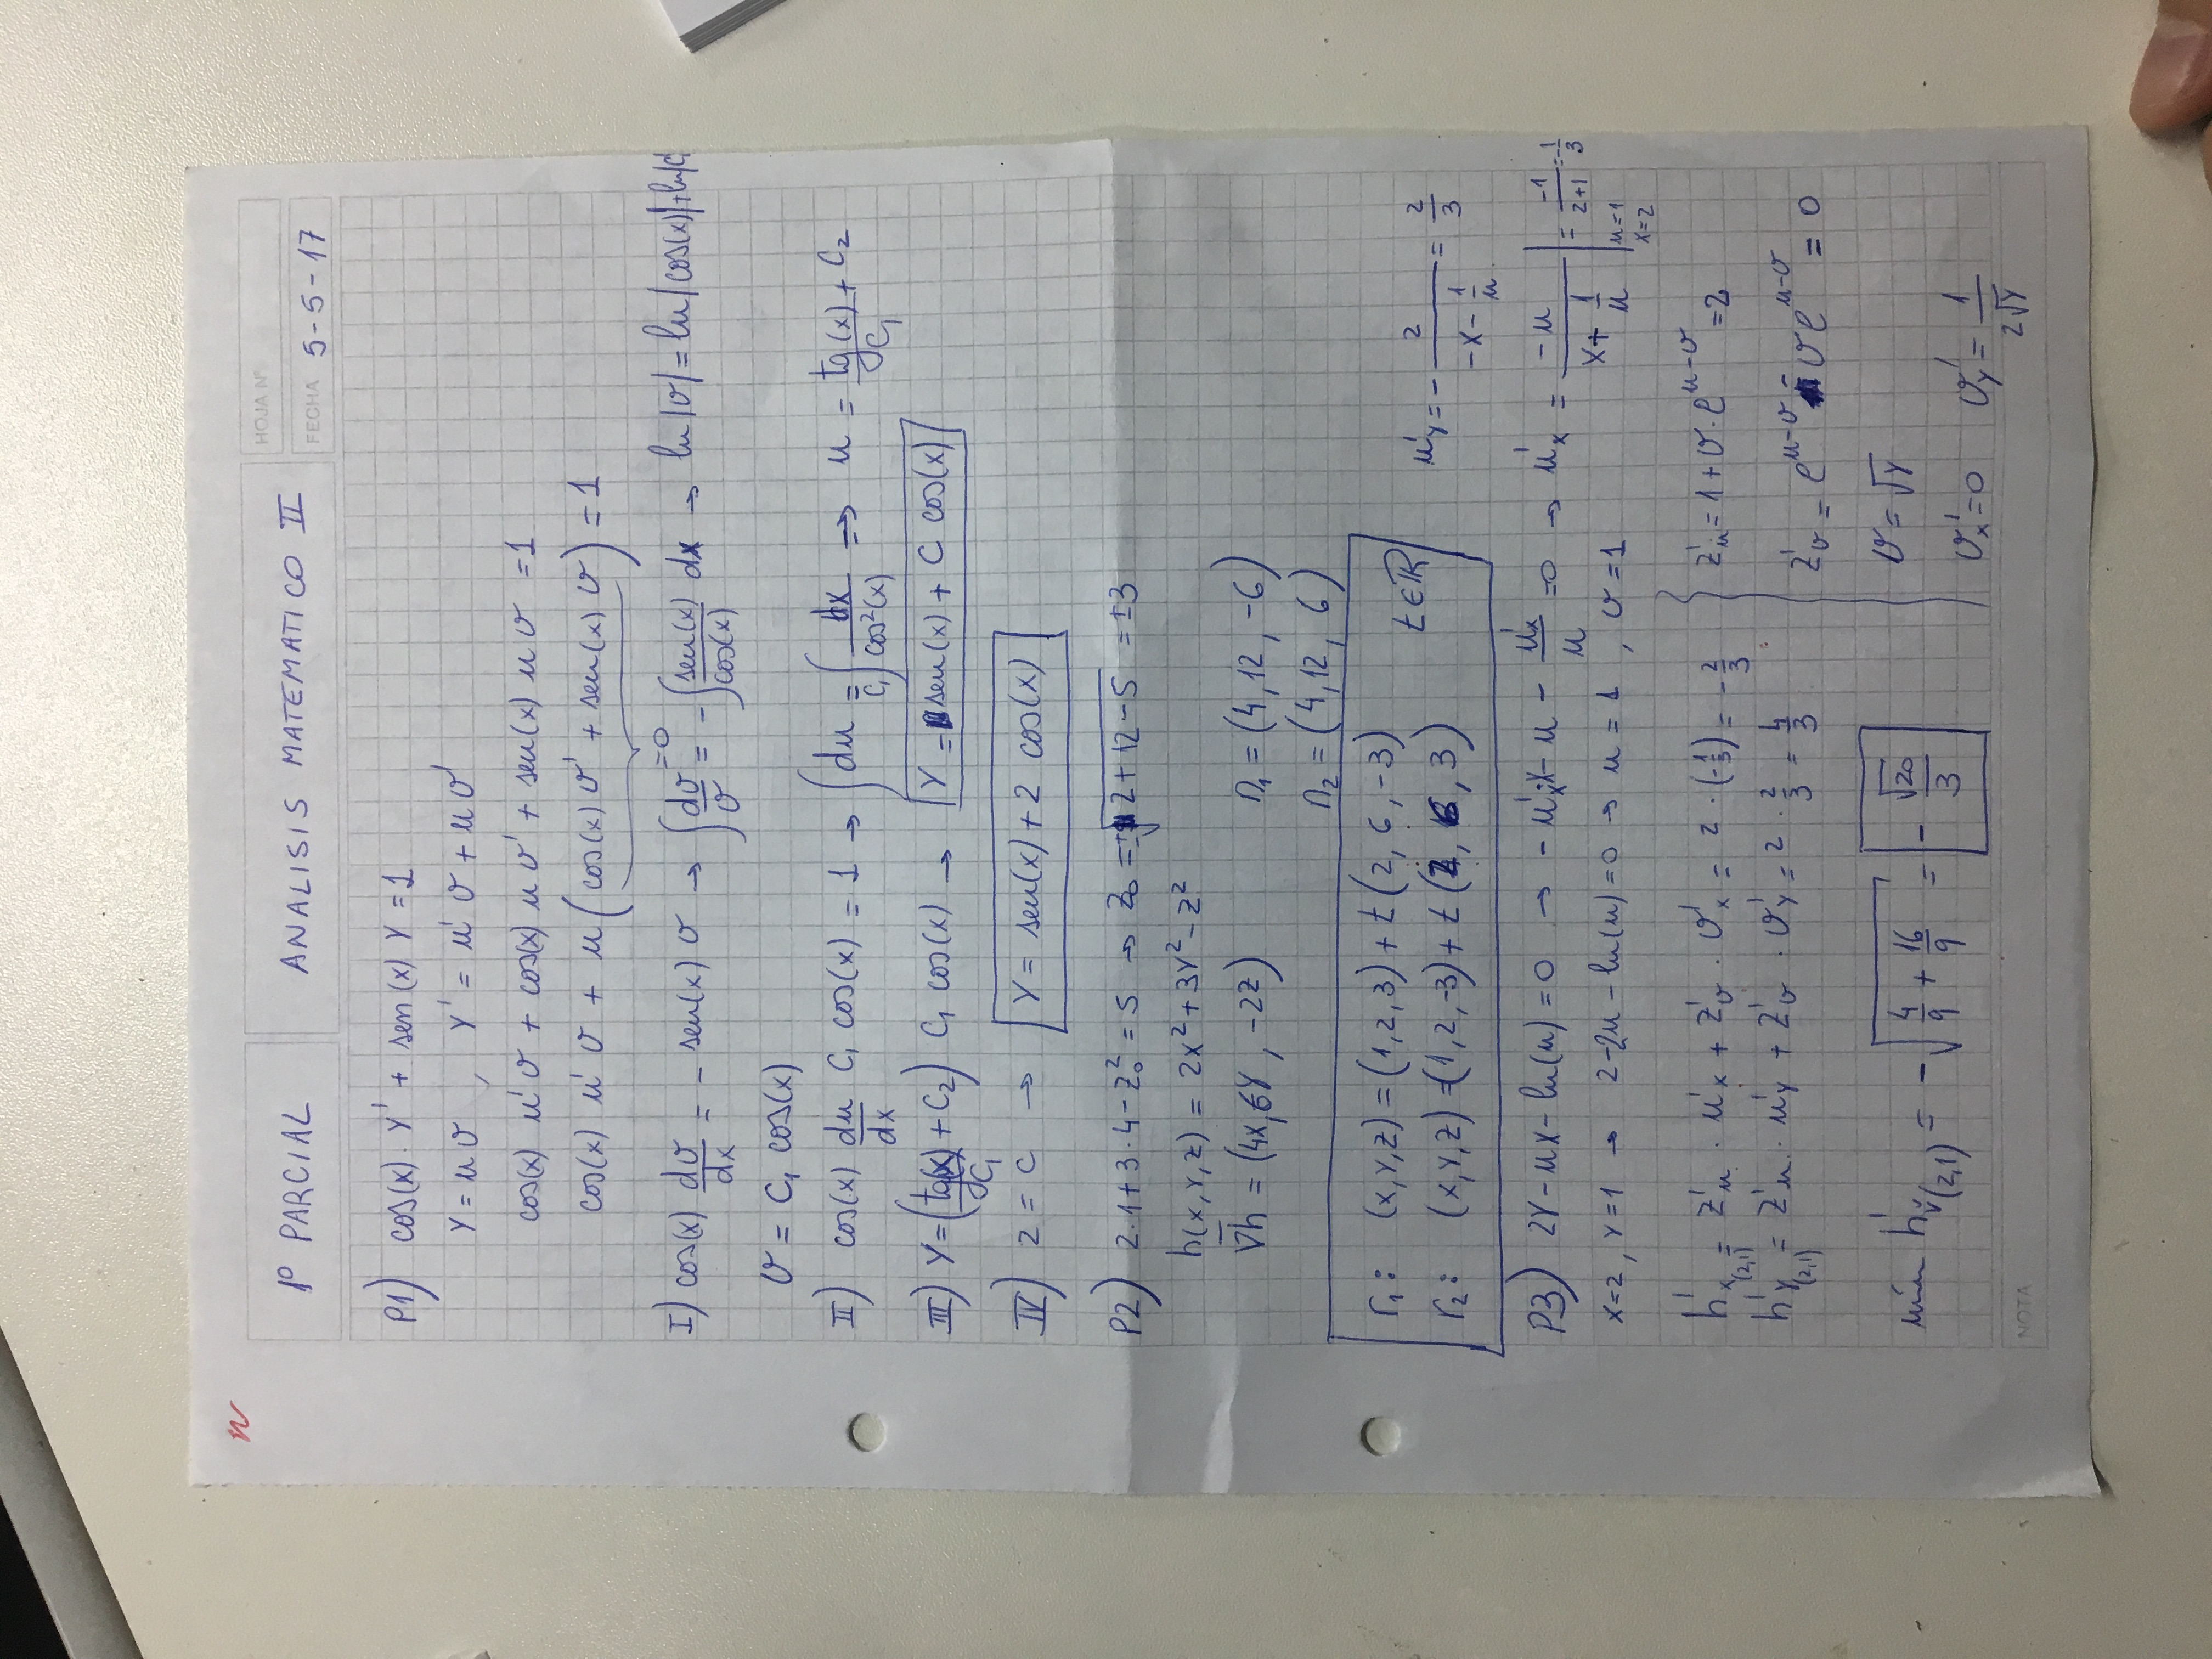 1º PARCIAL
ANALISIS MATEMATICO II
HOJA Nº
FECHA 5-5-17
P1) cos(x) · Y' + sen(x) Y = 1
Y = u v , Y' = u' v + u v'
cos(x) u' v + cos(x) u v' + sen(x) u v = 1
cos(x) u' v + u (cos(x) v' + sen(x) v) = 1
=0
I) cos(x) dv/dx = - sen(x) v → ∫ dv/v = -∫ sen(x)/cos(x) dx → ln|v| = ln|cos(x)| + ln|C
v = C₁ cos(x)
II) cos(x) du/dx C₁ cos(x) = 1 → ∫ du = 1/C₁ ∫ dx/cos²(x) → u = tg(x)/C₁ + C₂
III) Y = (tg(x)/C₁ + C₂) C₁ cos(x) → Y = sen(x) + C cos(x)
IV) 2 = C → Y = sen(x) + 2 cos(x)
P2) 2·1 + 3·4 - z₀² = 5 → z₀ = ±√(2+12-5) = ±3
h(x,Y,z) = 2x² + 3Y² - z²
∇h = (4x, 6Y, -2z) n₁ = (4, 12, -6)
n₂ = (4, 12, 6)
r₁: (x,Y,z) = (1,2,3) + t (2, 6, -3)
r₂: (x,Y,z) = (1,2,-3) + t (2, 6, 3) t ∈ ℝ
u'_Y = - 2/(-x - 1/u) = 2/3
P3) 2Y - ux - ln(u) = 0 → - u'x · x - u - u'x/u = 0 → u'x = -u/(x + 1/u) |u=1 x=2 = -1/(2+1) = -1/3
x=2, Y=1 → 2-2u - ln(u) = 0 → u = 1 , v = 1
h'x(2,1) = z'u · u'x + z'v · v'x = 2 · (-1/3) = -2/3
h'Y(2,1) = z'u · u'Y + z'v · v'Y = 2 · 2/3 = 4/3
mín h'v̌(2,1) = -√(4/9 + 16/9) = -√20/3
z'u = 1 + v · e^(u-v) = 2
z'v = e^(u-v) - v e^(u-v) = 0
v = √Y
v'x = 0 v'Y = 1/(2√Y)
NOTA